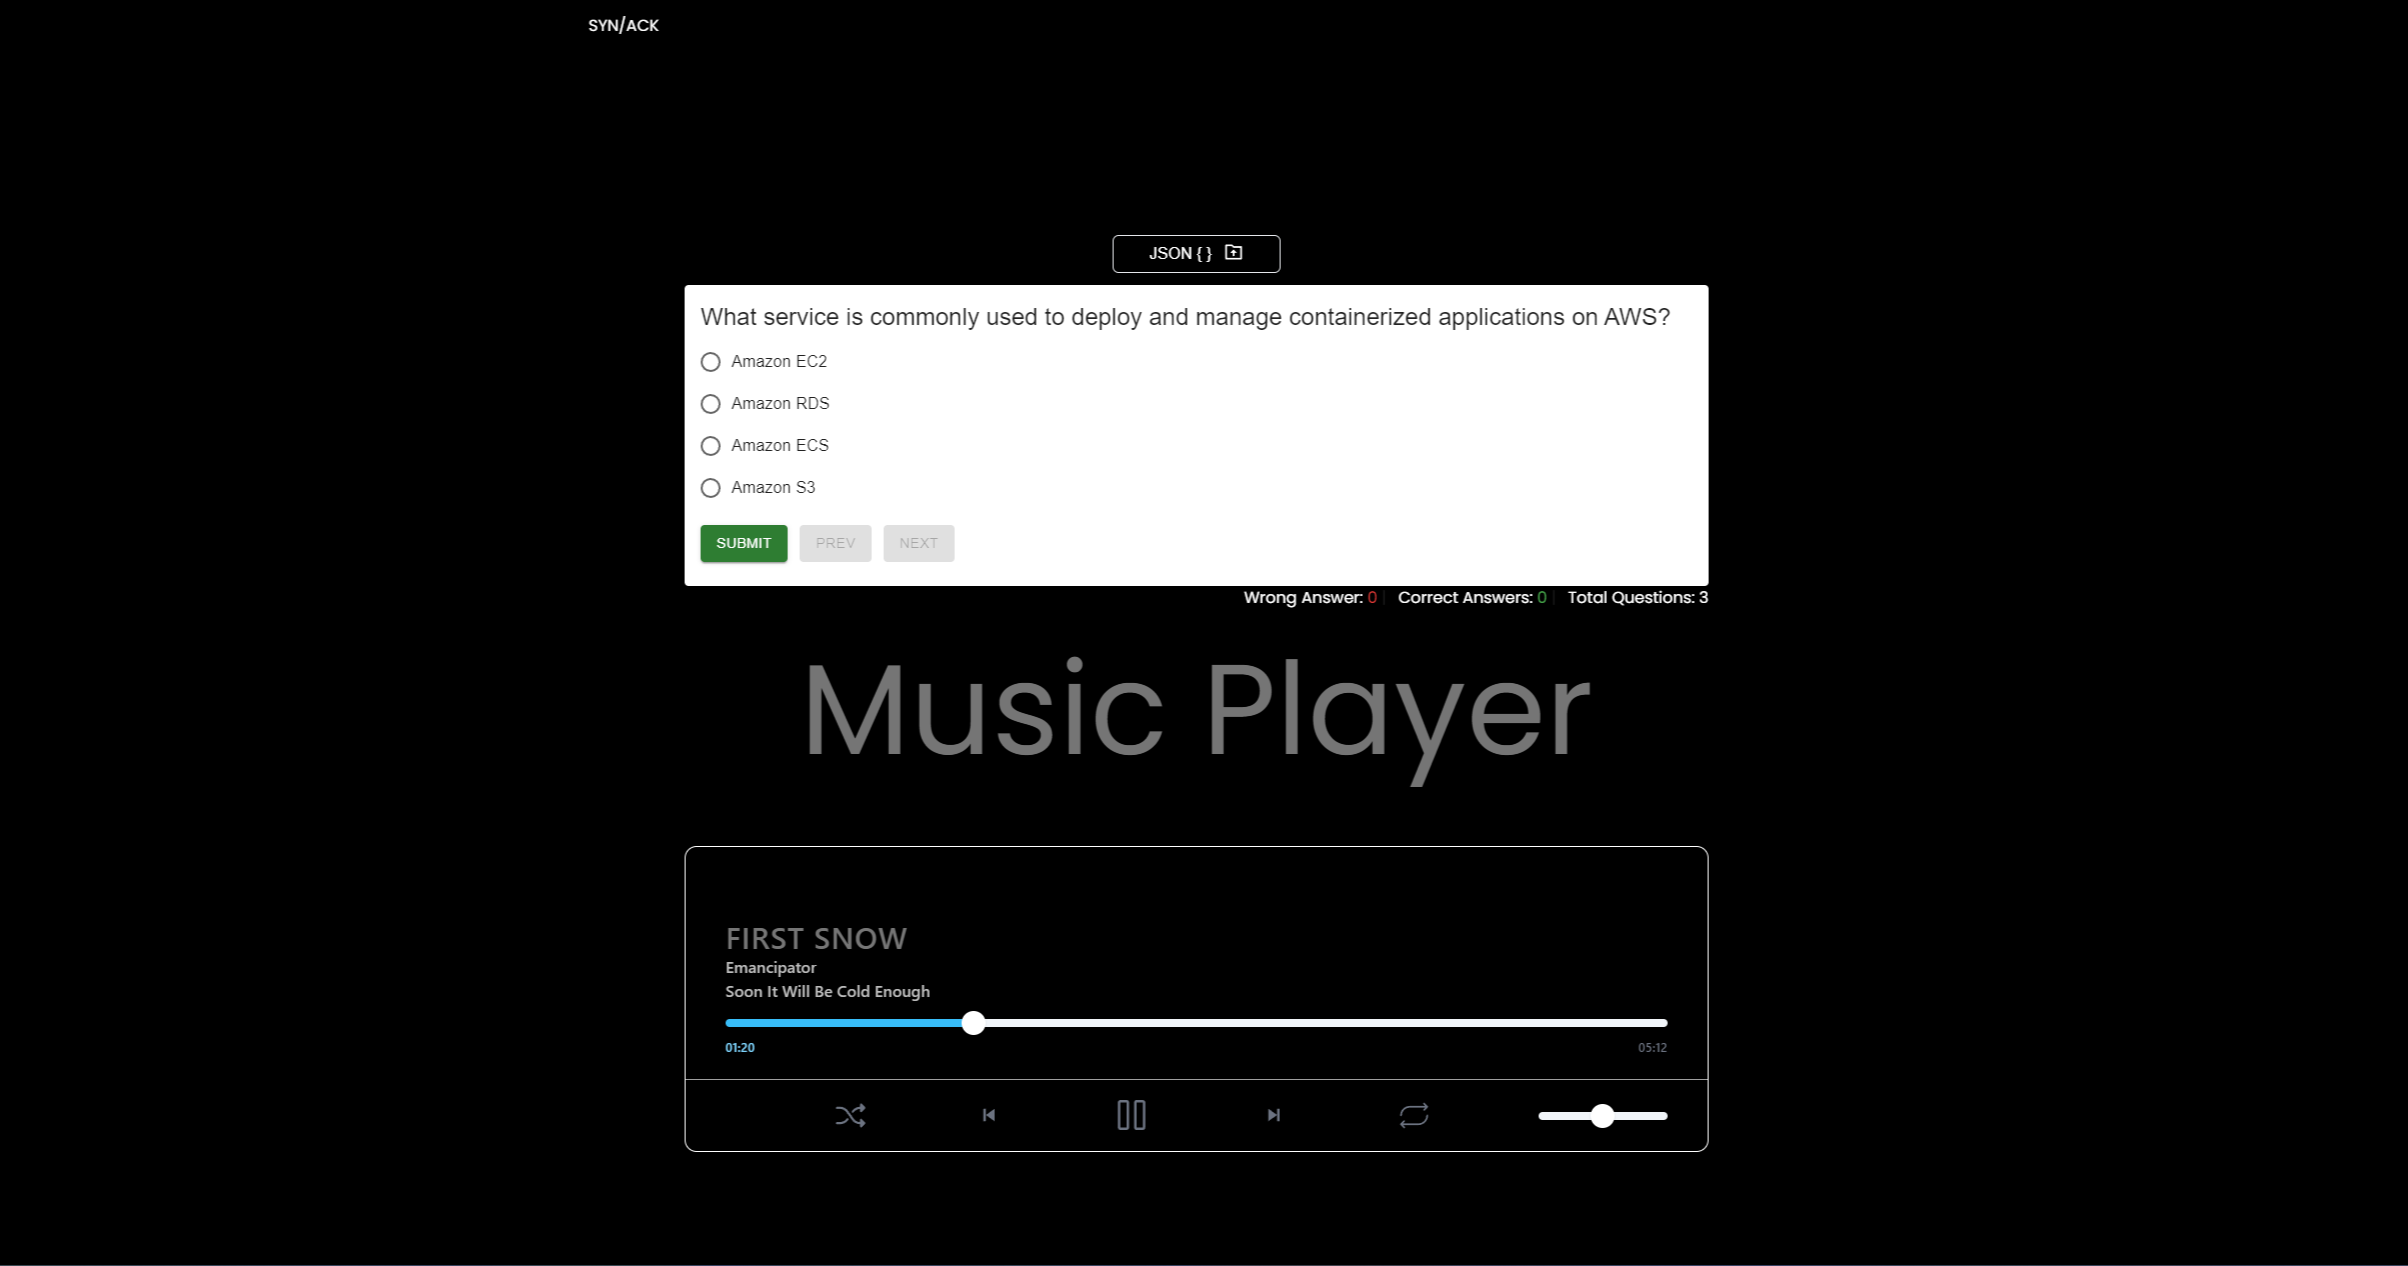 SYN/ACK
JSON { }
What service is commonly used to deploy and manage containerized applications on AWS?
Amazon EC2
Amazon RDS
Amazon ECS
Amazon S3
SUBMIT PREV NEXT
Wrong Answer: 0 Correct Answers: 0 Total Questions: 3
Music Player
FIRST SNOW
Emancipator
Soon It Will Be Cold Enough
01:20 05:12